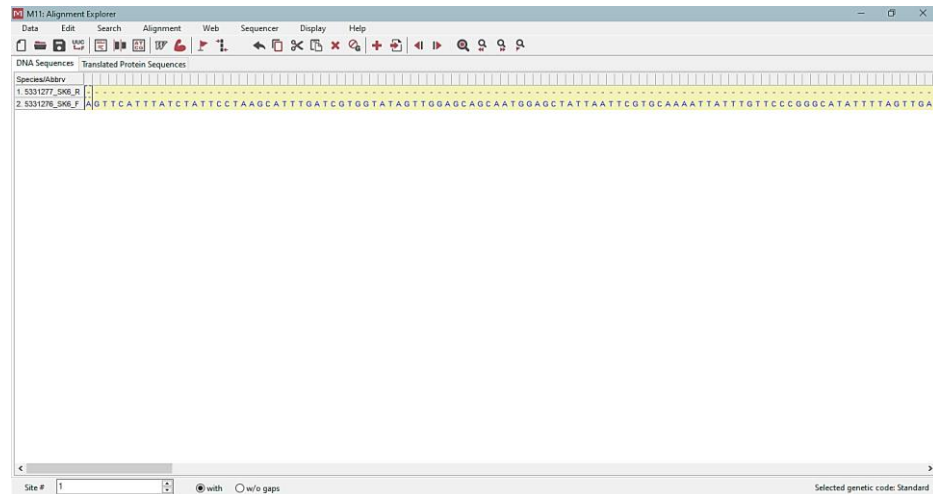 M11: Alignment Explorer
Data Edit Search Alignment Web Sequencer Display Help
DNA Sequences Translated Protein Sequences
Species/Abbrv
1. 5331277_SK6_R - - - - - - - - - - - - - - - - - - - - - - - - - - - - - - - - - - - - - - - - - - - - - - - - - - - - - - - - - - - - - - - - - - - - - - - - - - - - - - - - - - - - - - - - - - - - - - - - - - - - - - - - -
2. 5331276_SK6_F A G T T C A T T T A T C T A T T C C T A A G C A T T T G A T C G T G G T A T A G T T G G A G C A G C A A T G G A G C T A T T A A T T C G T G C A A A A T T A T T T G T T C C C G G G C A T A T T T T A G T T G A
Site # 1 with w/o gaps Selected genetic code: Standard